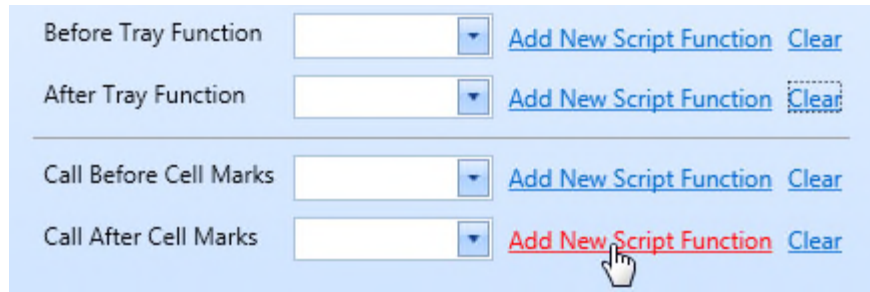 Before Tray Function Add New Script Function Clear
After Tray Function Add New Script Function Clear
Call Before Cell Marks Add New Script Function Clear
Call After Cell Marks Add New Script Function Clear